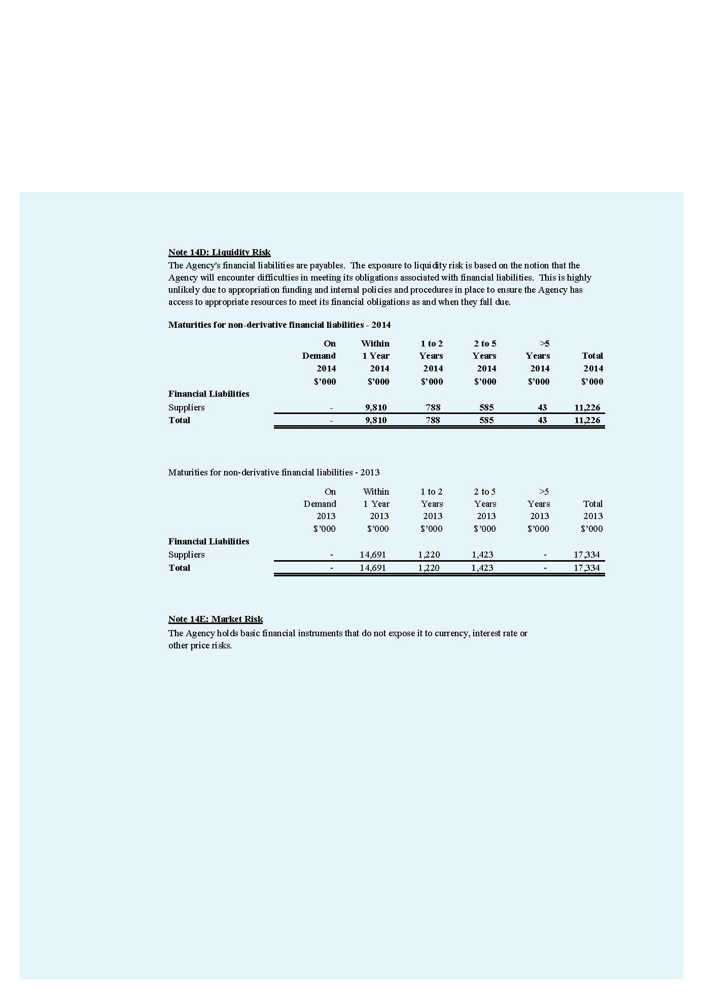 Note 14D: Liquidity Risk
The Agency's financial liabilities are payables.  The exposure to liquidity risk is based on the notion that the
Agency will encounter difficulties in meeting its obligations associated with financial liabilities.  This is highly
unlikely due to appropriation funding and internal policies and procedures in place to ensure the Agency has
access to appropriate resources to meet its financial obligations as and when they fall due.
Maturities for non-derivative financial liabilities - 2014
On Within 1 to 2 2 to 5 >5
Demand 1 Year Years Years Years Total
2014 2014 2014 2014 2014 2014
$’000 $’000 $’000 $’000 $’000 $’000
Financial Liabilities
Suppliers - 9,810 788 585 43 11,226
Total - 9,810 788 585 43 11,226
Maturities for non-derivative financial liabilities - 2013
On Within 1 to 2 2 to 5 >5
Demand 1 Year Years Years Years Total
2013 2013 2013 2013 2013 2013
$’000 $’000 $’000 $’000 $’000 $’000
Financial Liabilities
Suppliers - 14,691 1,220 1,423 - 17,334
Total - 14,691 1,220 1,423 - 17,334
Note 14E: Market Risk
The Agency holds basic financial instruments that do not expose it to currency, interest rate or
other price risks.